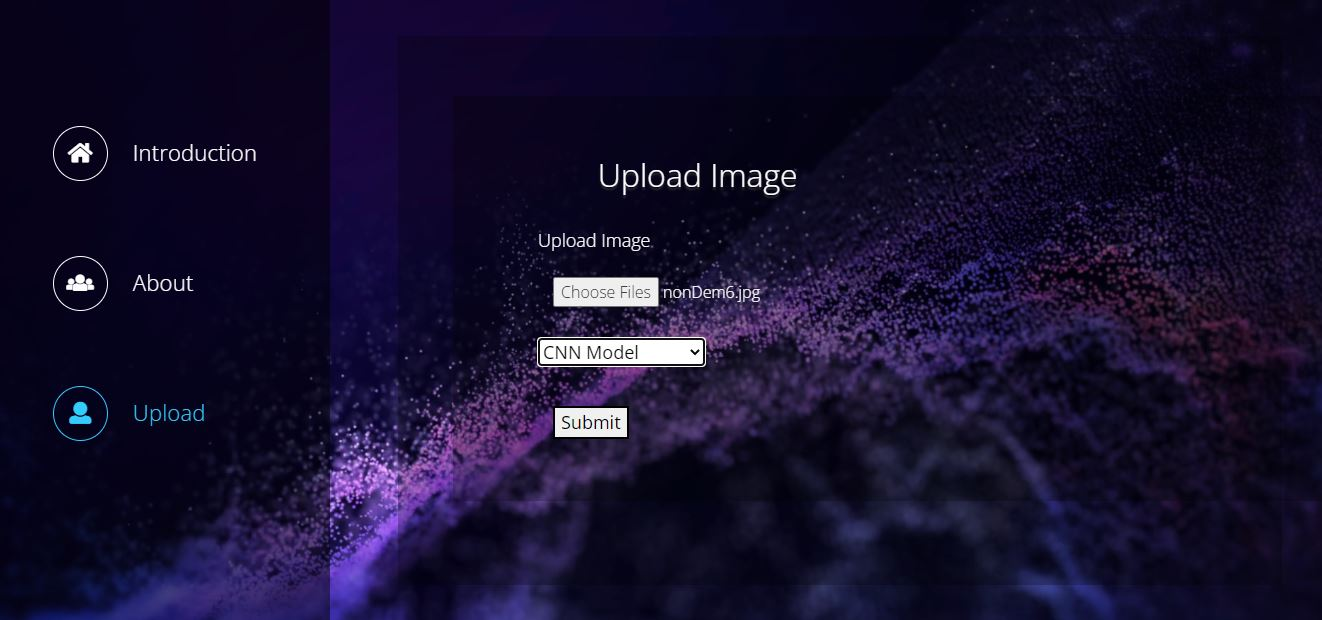 Introduction
About
Upload
Upload Image
Upload Image
Choose Files nonDem6.jpg
CNN Model
Submit